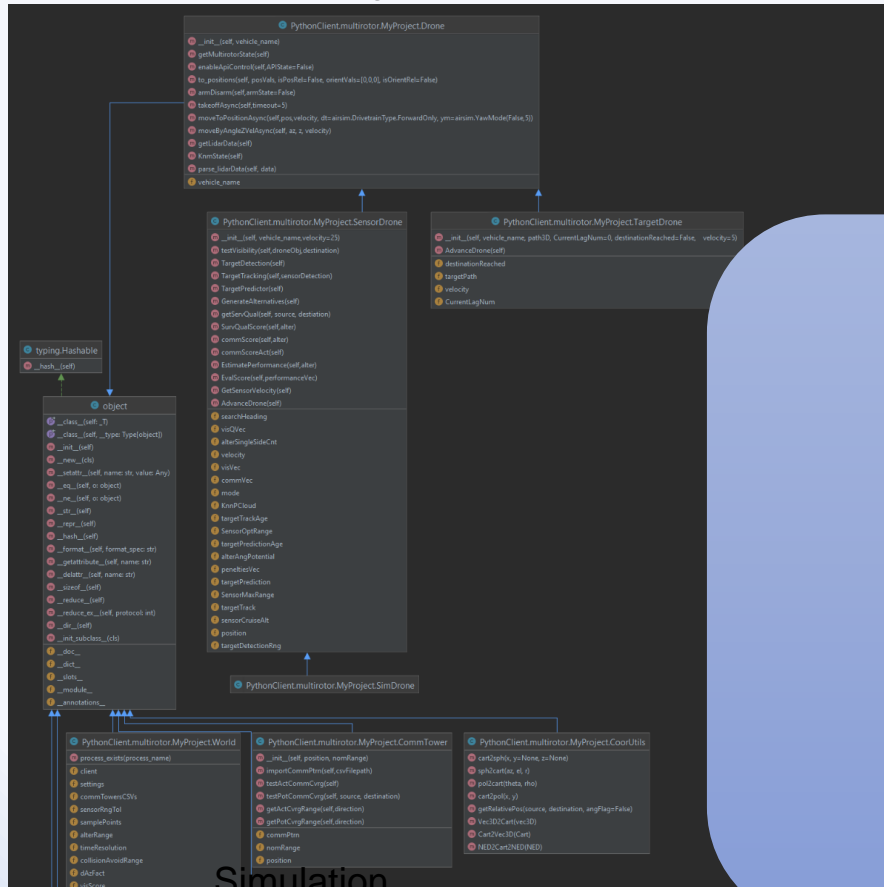 PythonClient.multirotor.MyProject.Drone
__init__(self, vehicle_name)
getMultirotorState(self)
enableApiControl(self,APIState=False)
to_positions(self, posVals, isPosRel=False, orientVals=[0,0,0], isOrientRel=False)
armDisarm(self,armState=False)
takeoffAsync(self,timeout=5)
moveToPositionAsync(self,pos,velocity; dt=airsim.DrivetrainType.ForwardOnly, ym=airsim.YawMode(False,5))
moveByAngleZVelAsync(self, az, z, velocity)
getLidarData(self)
KnmState(self)
parse_lidarData(self, data)
vehicle_name
PythonClient.multirotor.MyProject.SensorDrone
__init__(self, vehicle_name,velocity=25)
testVisibility(self,droneObj,destination)
TargetDetection(self)
TargetTracking(self,sensorDetection)
TargetPredictor(self)
GenerateAlternatives(self)
getServQual(self, source, destiation)
SurvQualScore(self,alter)
commScore(self,alter)
commScoreAct(self)
EstimatePerformance(self,alter)
EvalScore(self,performanceVec)
GetSensorVelocity(self)
AdvanceDrone(self)
searchHeading
visQVec
alterSingleSideCnt
velocity
visVec
commVec
mode
KnnPCloud
targetTrackAge
SensorOptRange
targetPredictionAge
alterAngPotential
peneltiesVec
targetPrediction
SensorMaxRange
targetTrack
sensorCruiseAlt
position
targetDetectionRng
PythonClient.multirotor.MyProject.TargetDrone
__init__(self, vehicle_name, path3D, CurrentLagNum=0, destinationReached=False, velocity=5)
AdvanceDrone(self)
destinationReached
targetPath
velocity
CurrentLagNum
typing.Hashable
__hash__(self)
object
__class__(self: _T)
__class__(self, __type: Type[object])
__init__(self)
__new__(cls)
__setattr__(self, name: str, value: Any)
__eq__(self, o: object)
__ne__(self, o: object)
__str__(self)
__repr__(self)
__hash__(self)
__format__(self, format_spec: str)
__getattribute__(self, name: str)
__delattr__(self, name: str)
__sizeof__(self)
__reduce__(self)
__reduce_ex__(self, protocol: int)
__dir__(self)
__init_subclass__(cls)
__doc__
__dict__
__slots__
__module__
__annotations__
PythonClient.multirotor.MyProject.SimDrone
PythonClient.multirotor.MyProject.World
process_exists(process_name)
client
settings
commTowersCSVs
sensorRngTol
samplePoints
alterRange
timeResolution
collisionAvoidRange
dAzFact
visScore
PythonClient.multirotor.MyProject.CommTower
__init__(self, position, nomRange)
importCommPtrn(self,csvFilepath)
testActCommCvrg(self)
testPotCommCvrg(self, source, destination)
getActCvrgRange(self,direction)
getPotCvrgRange(self,direction)
commPtrn
nomRange
position
PythonClient.multirotor.MyProject.CoorUtils
cart2sph(x, y=None, z=None)
sph2cart(az, el, r)
pol2cart(theta, rho)
cart2pol(x, y)
getRelativePos(source, destination, angFlag=False)
Vec3D2Cart(vec3D)
Cart2Vec3D(Cart)
NED2Cart2NED(NED)
Simulation